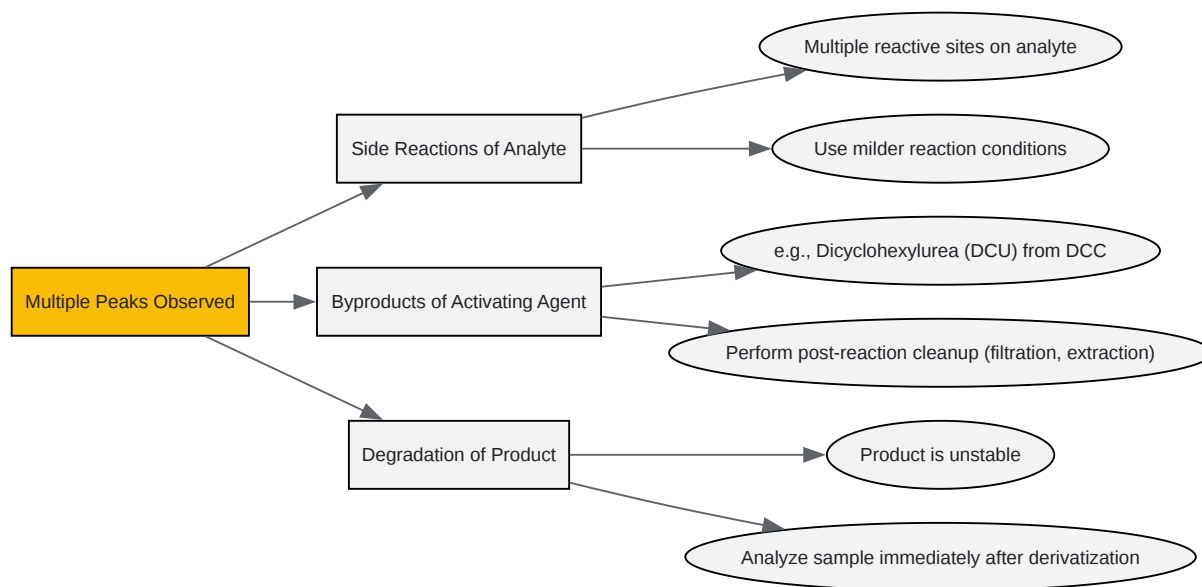 Multiple reactive sites on analyte
Side Reactions of Analyte
Use milder reaction conditions
e.g., Dicyclohexylurea (DCU) from DCC
Multiple Peaks Observed
Byproducts of Activating Agent
Perform post-reaction cleanup (filtration, extraction)
Degradation of Product
Product is unstable
Analyze sample immediately after derivatization